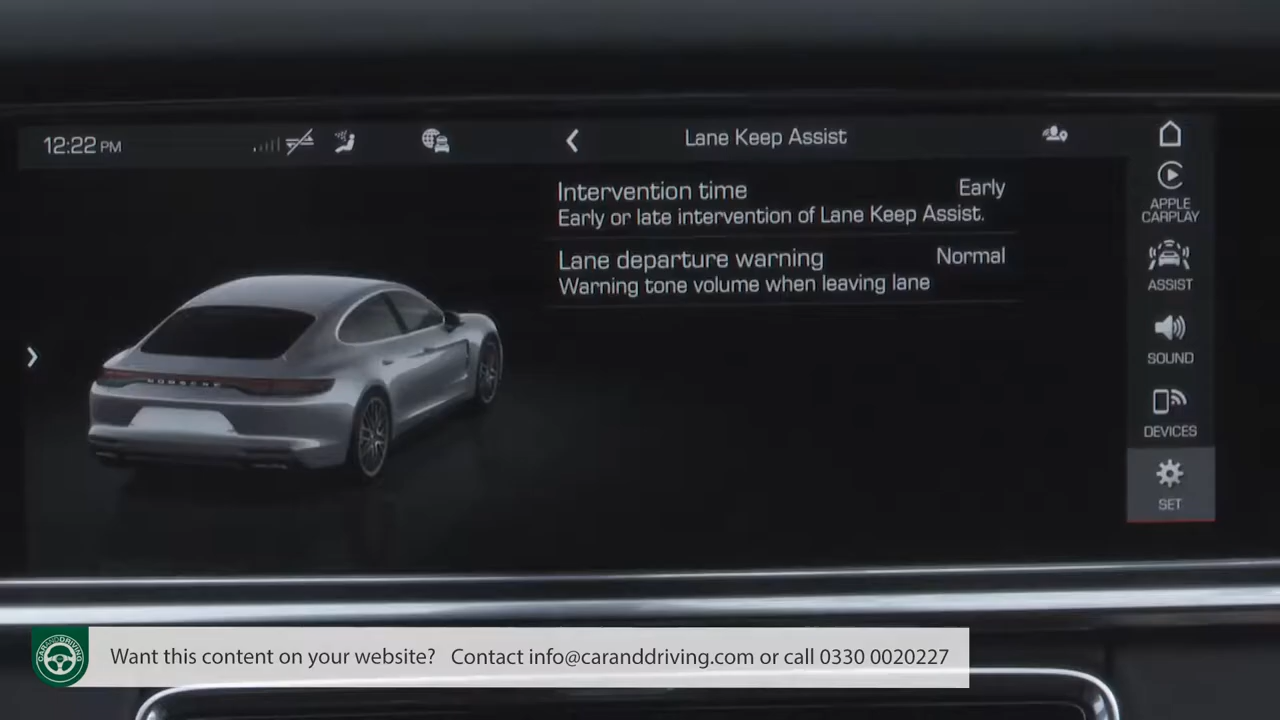 12:22 PM
Lane Keep Assist
Intervention time Early
Early or late intervention of Lane Keep Assist.
Lane departure warning Normal
Warning tone volume when leaving lane
APPLE
CARPLAY
ASSIST
SOUND
DEVICES
SET
PORSCHE
CARANDDRIVING
Want this content on your website? Contact info@caranddriving.com or call 0330 0020227